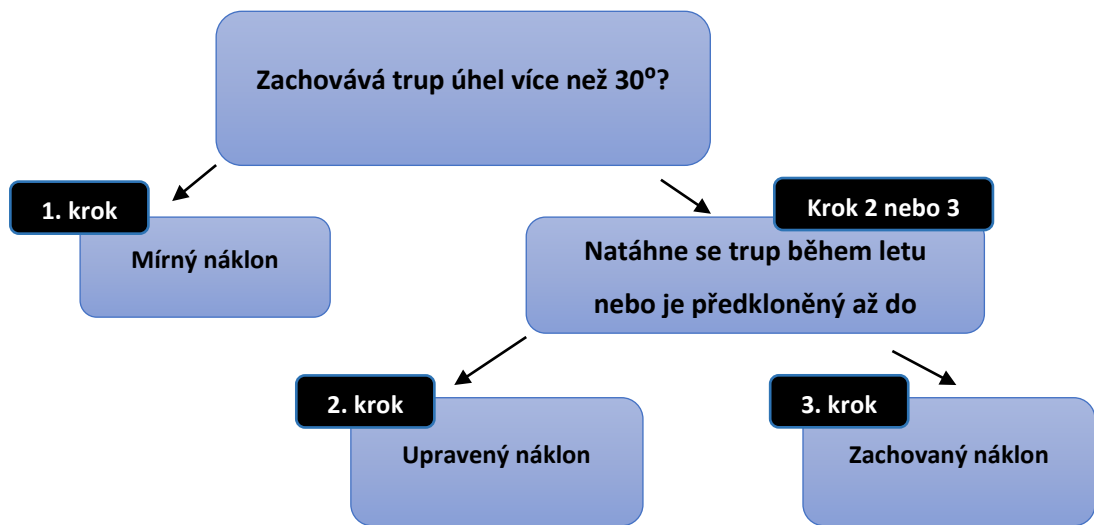 Zachovává trup úhel více než 30⁰?
1. krok
Mírný náklon
Krok 2 nebo 3
Natáhne se trup během letu
nebo je předkloněný až do
2. krok
Upravený náklon
3. krok
Zachovaný náklon